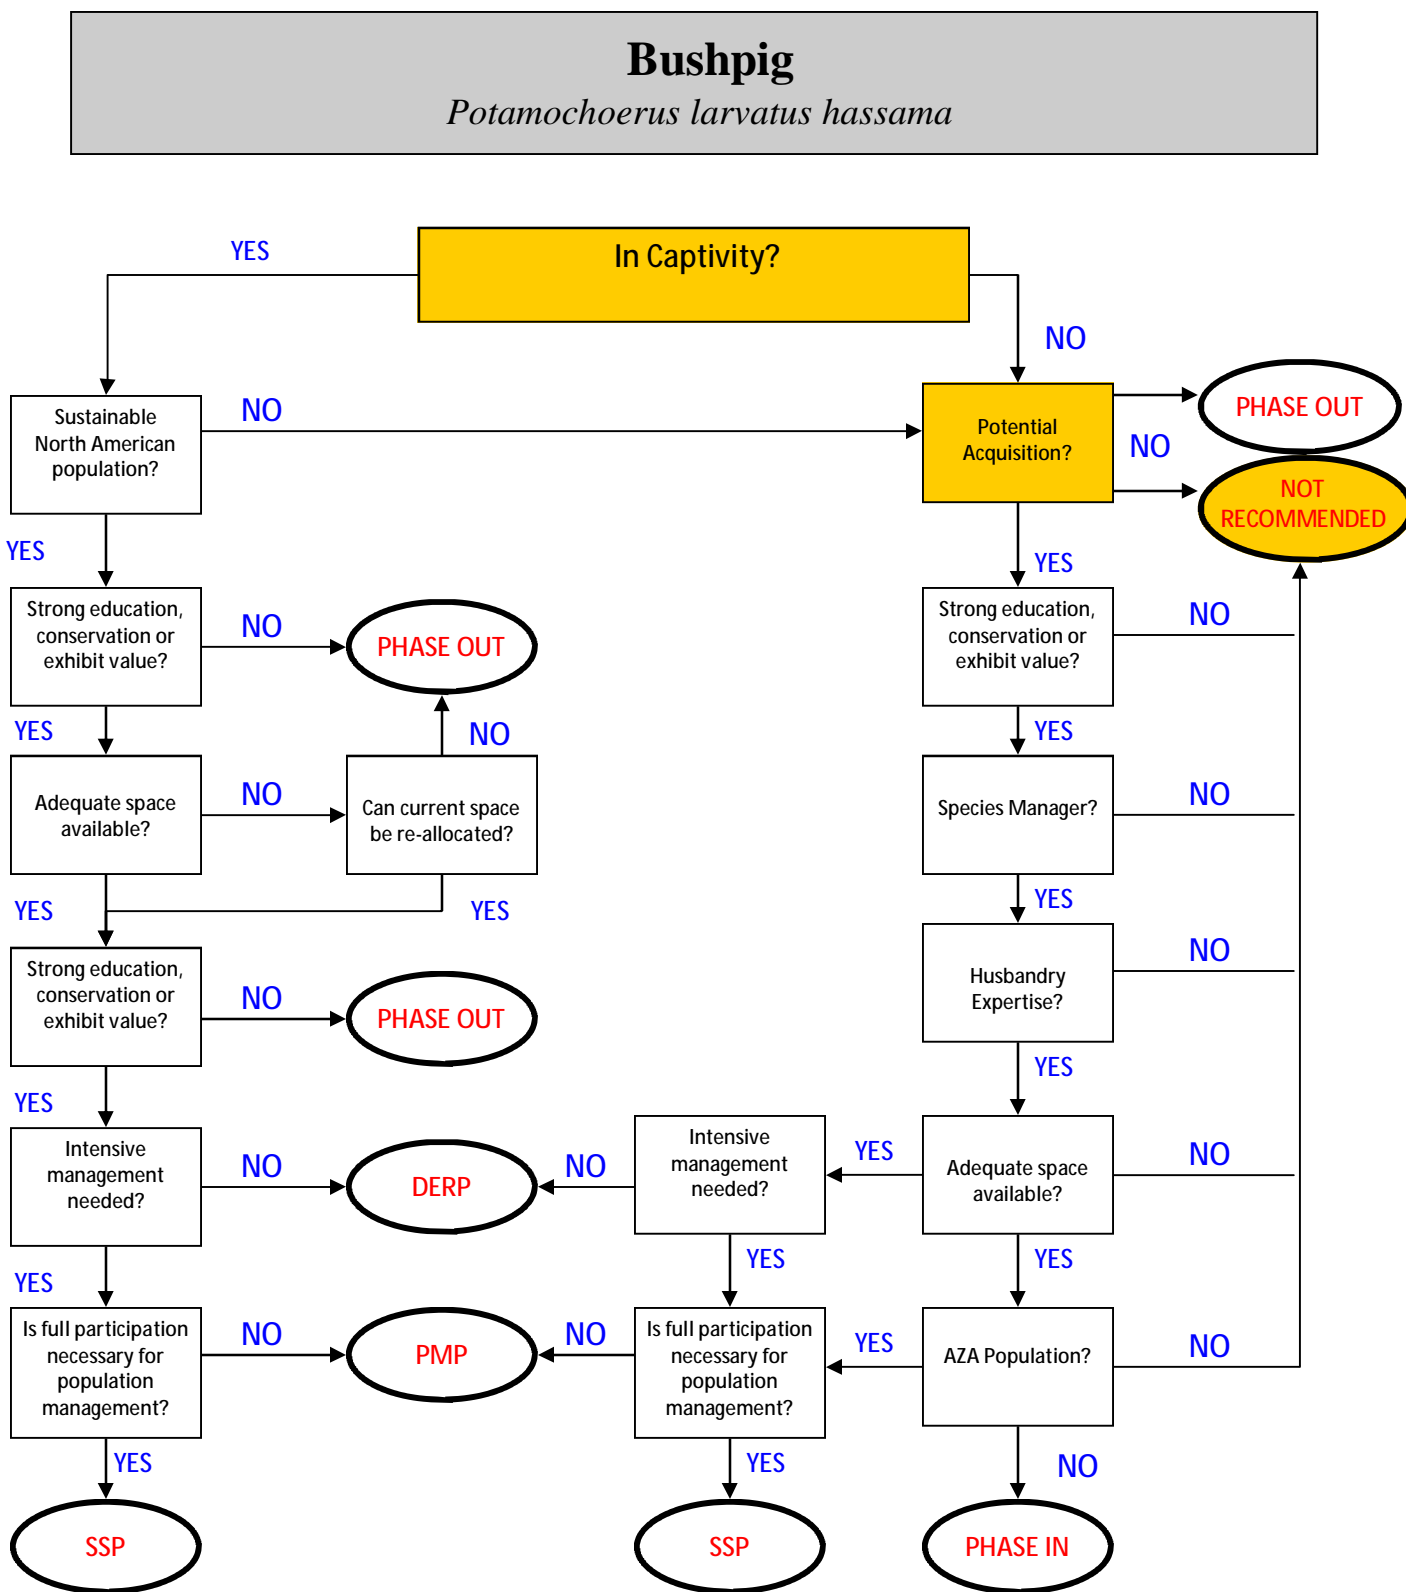 Bushpig
Potamochoerus larvatus hassama
YES
In Captivity?
NO
Sustainable
North American
population?
NO
Potential
Acquisition?
PHASE OUT
NO
NOT
RECOMMENDED
YES
YES
Strong education,
conservation or
exhibit value?
NO
PHASE OUT
Strong education,
conservation or
exhibit value?
NO
YES
NO
YES
Adequate space
available?
NO
Can current space
be re-allocated?
Species Manager?
NO
YES
YES
YES
Strong education,
conservation or
exhibit value?
NO
PHASE OUT
Husbandry
Expertise?
NO
YES
YES
Intensive
management
needed?
NO
DERP
NO
Intensive
management
needed?
YES
Adequate space
available?
NO
YES
YES
YES
Is full participation
necessary for
population
management?
NO
PMP
NO
Is full participation
necessary for
population
management?
YES
AZA Population?
NO
YES
YES
NO
SSP
SSP
PHASE IN